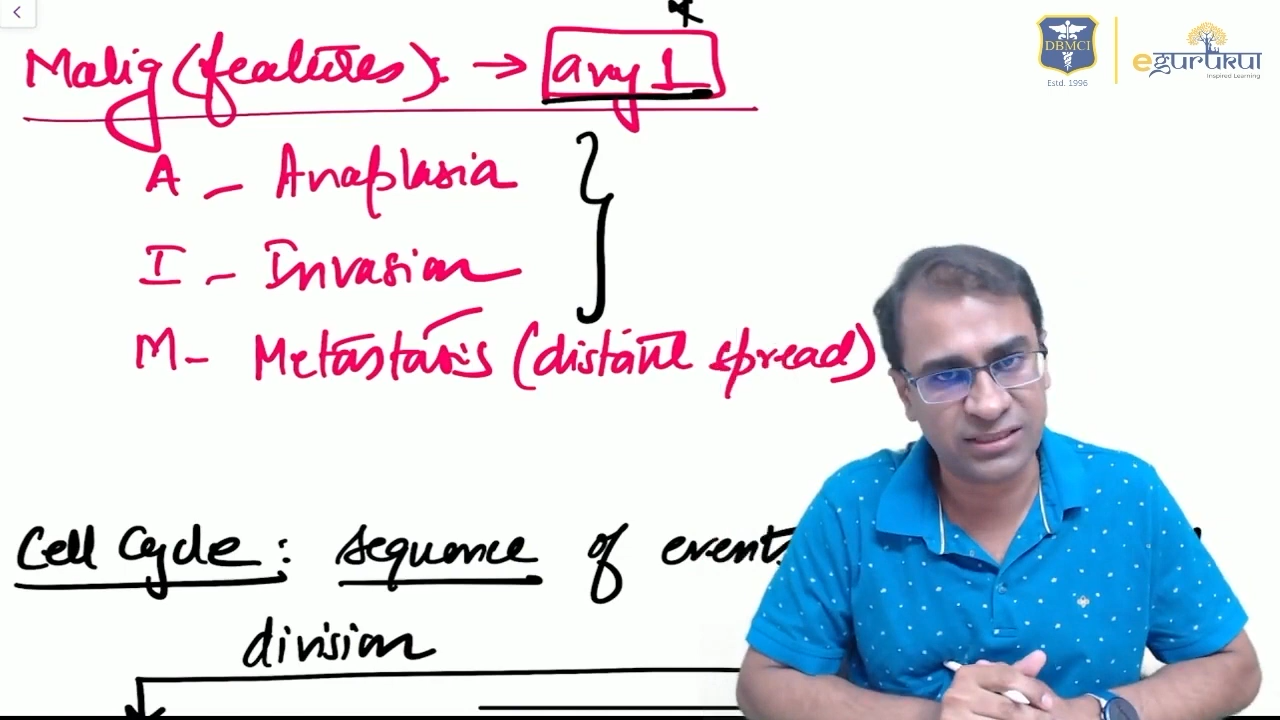 Malig (features): → any 1
A - Anaplasia
I - Invasion
M - Metastasis (distant spread)
Cell Cycle: sequence of events
division
DBMCI
Estd. 1996
egurukul
Inspired Learning